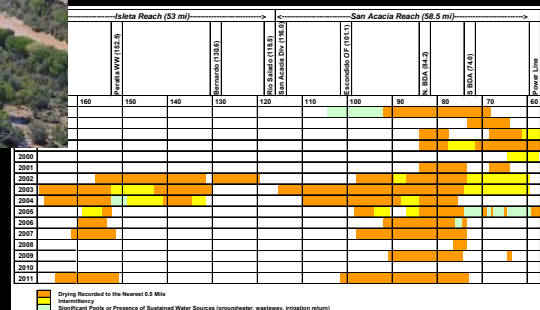 Isleta Reach (53 mi) San Acacia Reach (58.5 mi)
Peralta WW (152.5) Bernardo (130.6) Rio Salado (118.5) San Acacia Div (116.0) Escondido OF (101.1) N. BDA (84.2) S BDA (74.0) Power Line
160 150 140 130 120 110 100 90 80 70 60
2000
2001
2002
2003
2004
2005
2006
2007
2008
2009
2010
2011
Drying Recorded to the Nearest 0.5 Mile
Intermittency
Significant Pools or Presence of Sustained Water Sources (groundwater, wasteway, irrigation return)